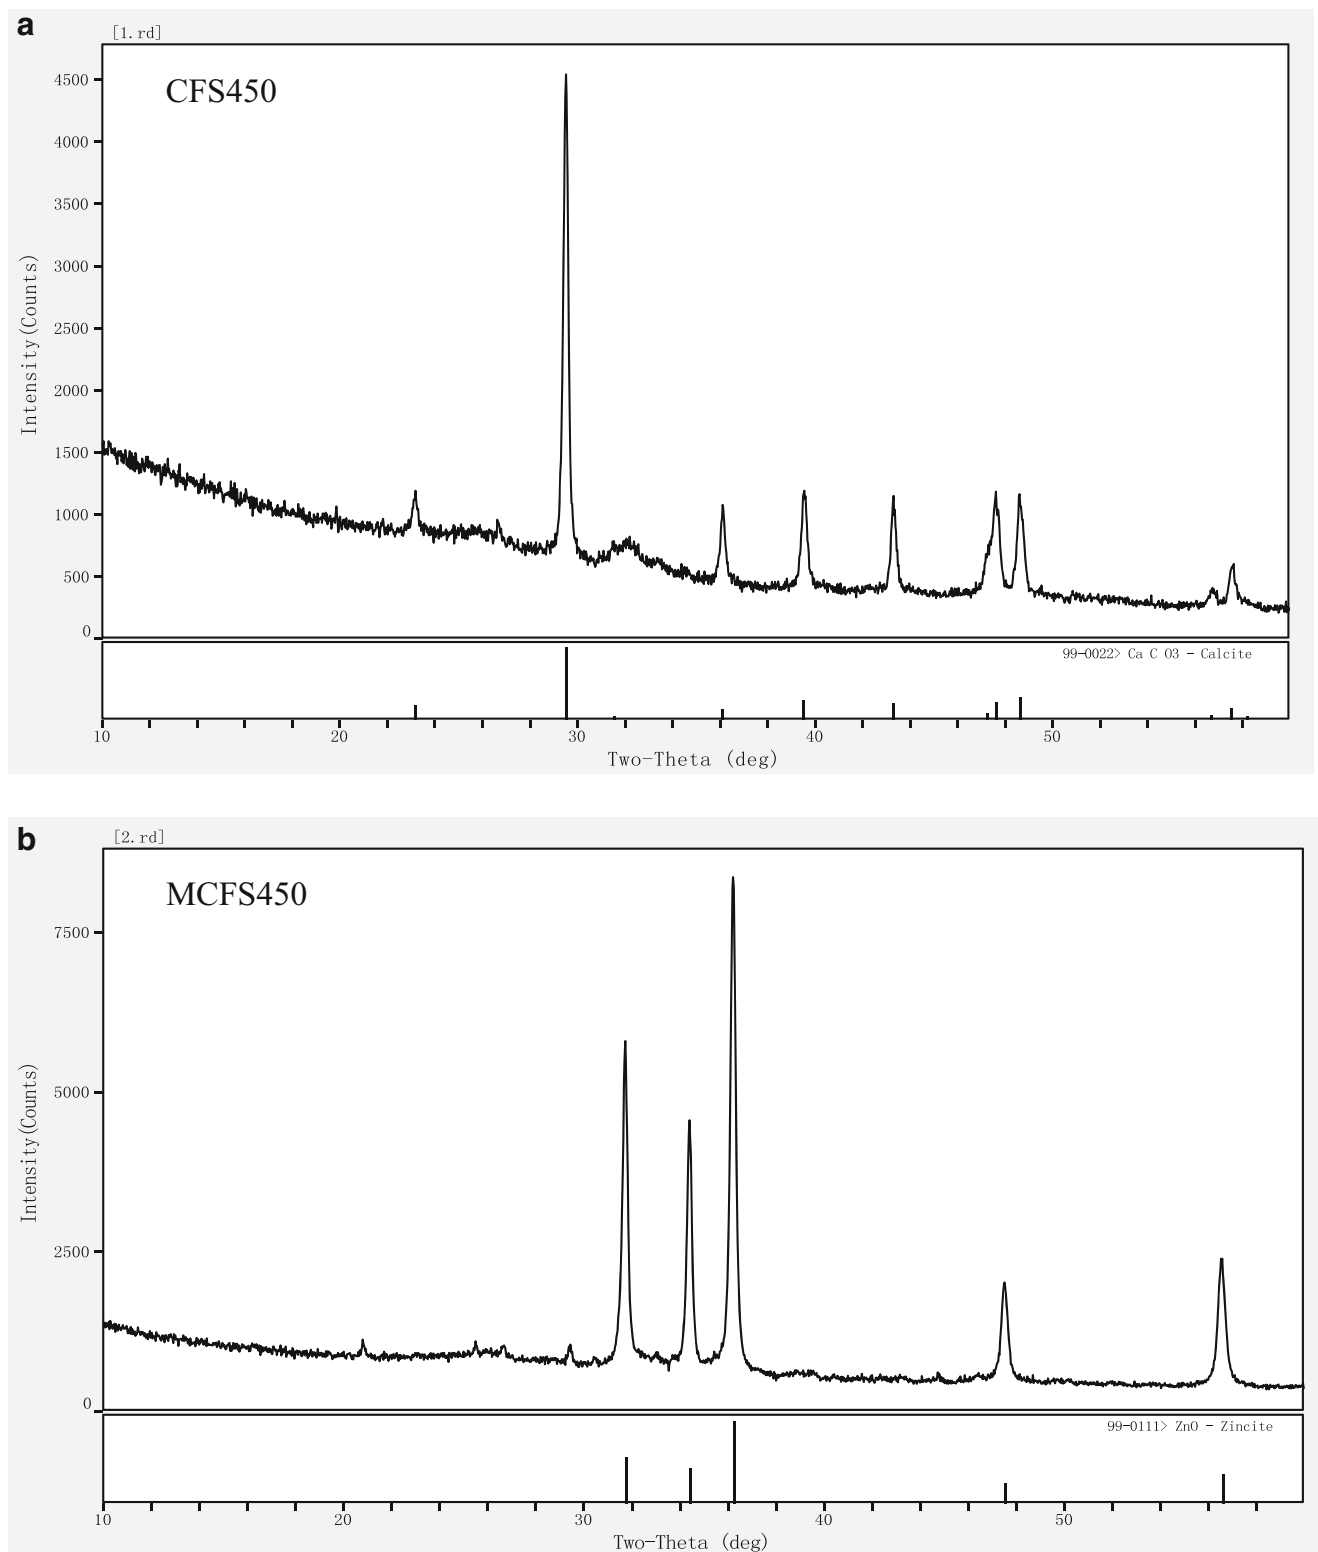 a
[1.rd]
CFS450
4500
4000
3500
3000
2500
2000
1500
1000
500
0
Intensity(Counts)
99-0022> Ca C O3 - Calcite
10 20 30 40 50
Two-Theta (deg)
b
[2.rd]
MCFS450
7500
5000
2500
0
Intensity(Counts)
99-0111> ZnO - Zincite
10 20 30 40 50
Two-Theta (deg)